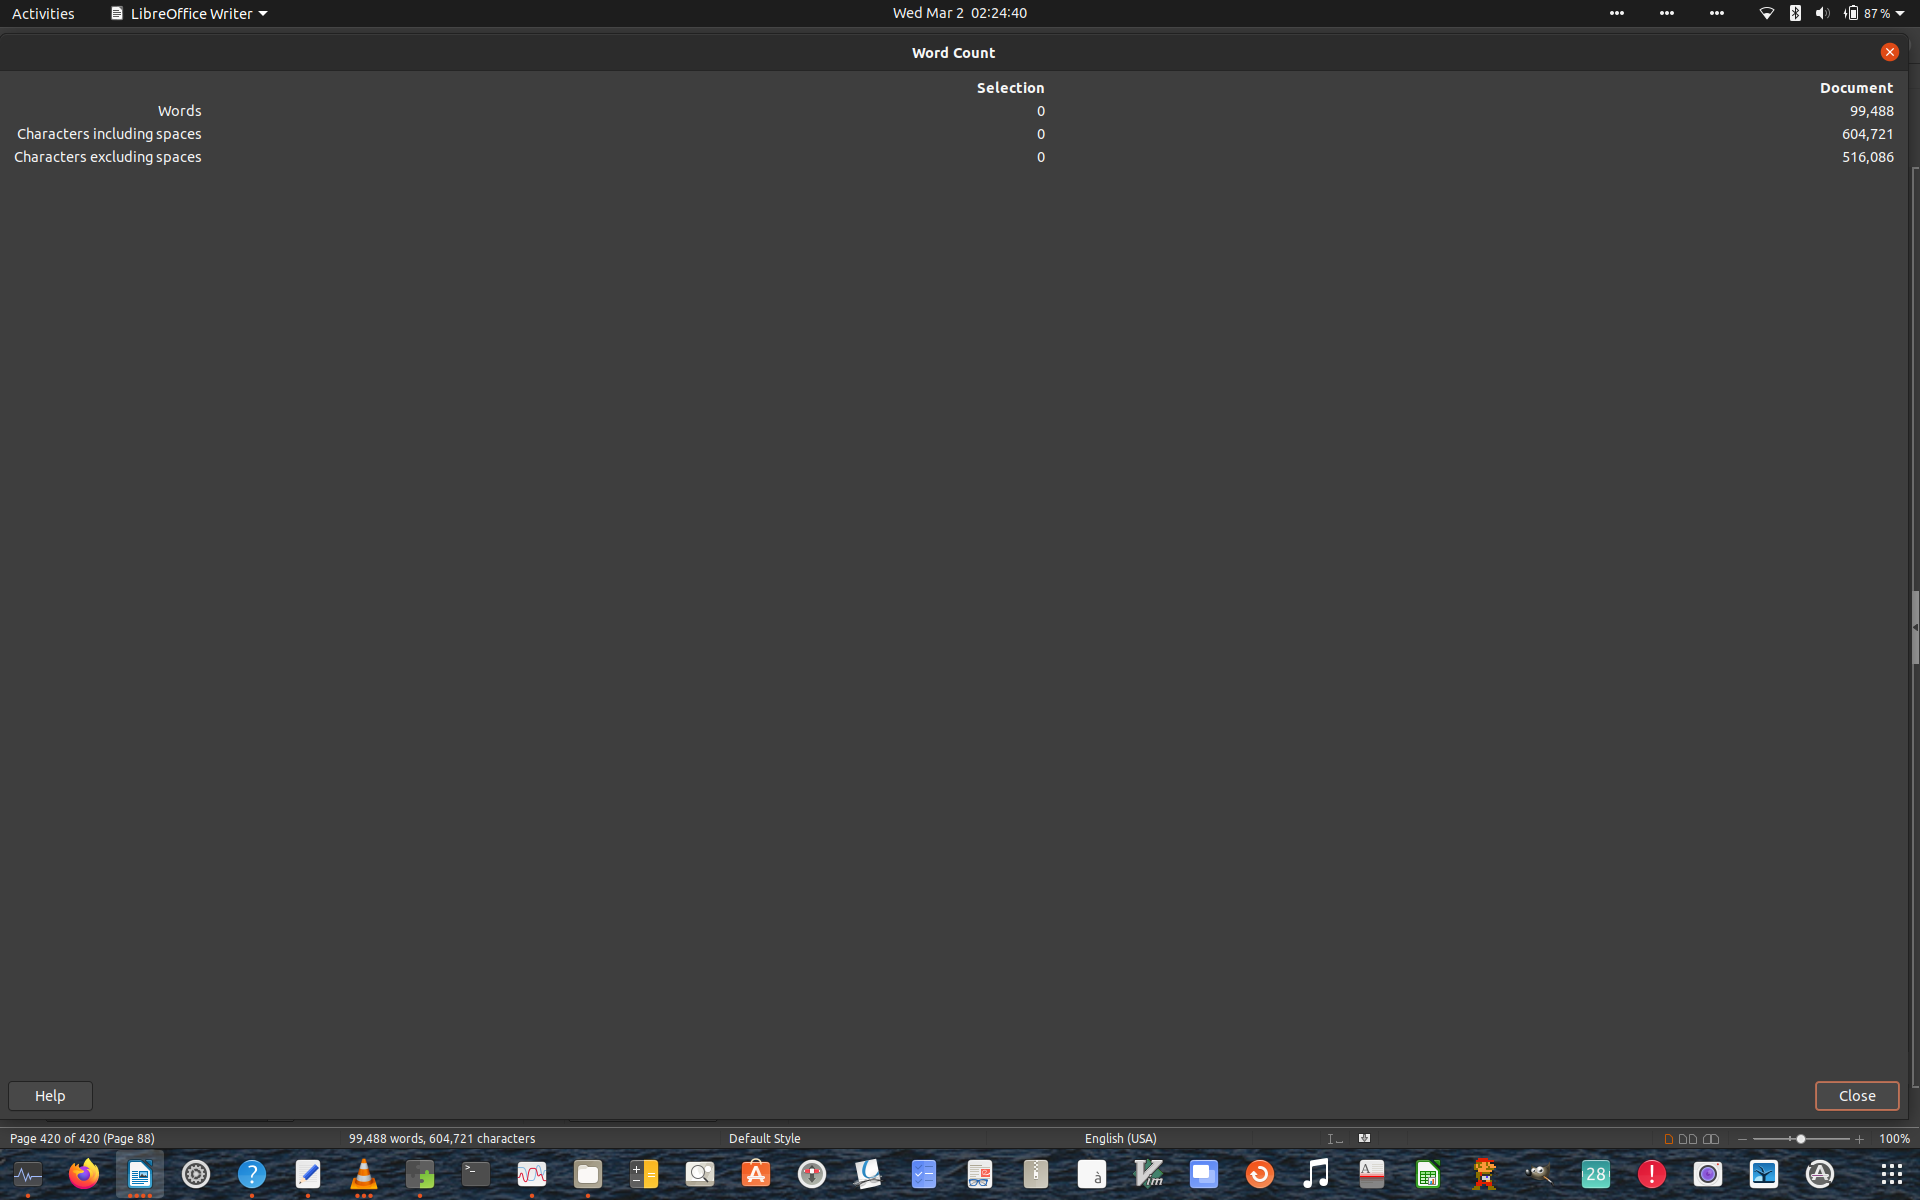 Activities LibreOffice Writer Wed Mar 2 02:24:40 87 %
Word Count
Selection Document
Words 0 99,488
Characters including spaces 0 604,721
Characters excluding spaces 0 516,086
Help Close
Page 420 of 420 (Page 88) 99,488 words, 604,721 characters Default Style English (USA) 100%
>_ ? A à Vim A 28 !